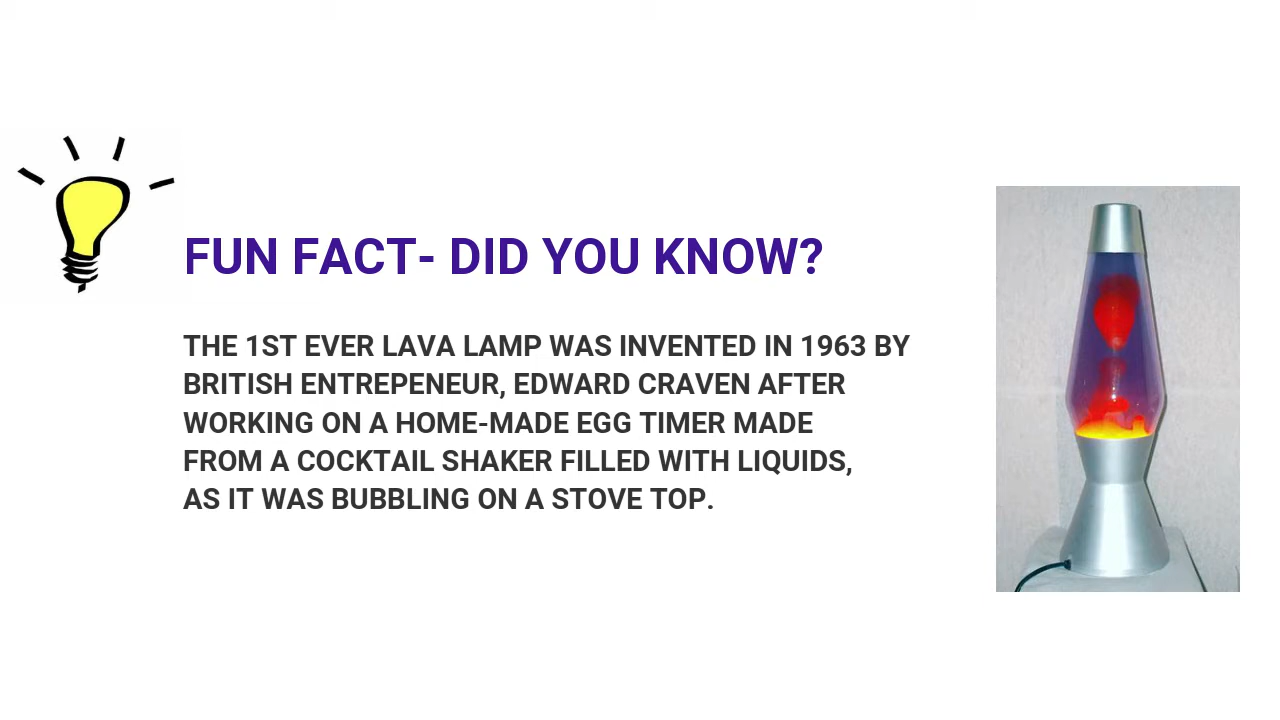 FUN FACT- DID YOU KNOW?
THE 1ST EVER LAVA LAMP WAS INVENTED IN 1963 BY
BRITISH ENTREPENEUR, EDWARD CRAVEN AFTER
WORKING ON A HOME-MADE EGG TIMER MADE
FROM A COCKTAIL SHAKER FILLED WITH LIQUIDS,
AS IT WAS BUBBLING ON A STOVE TOP.